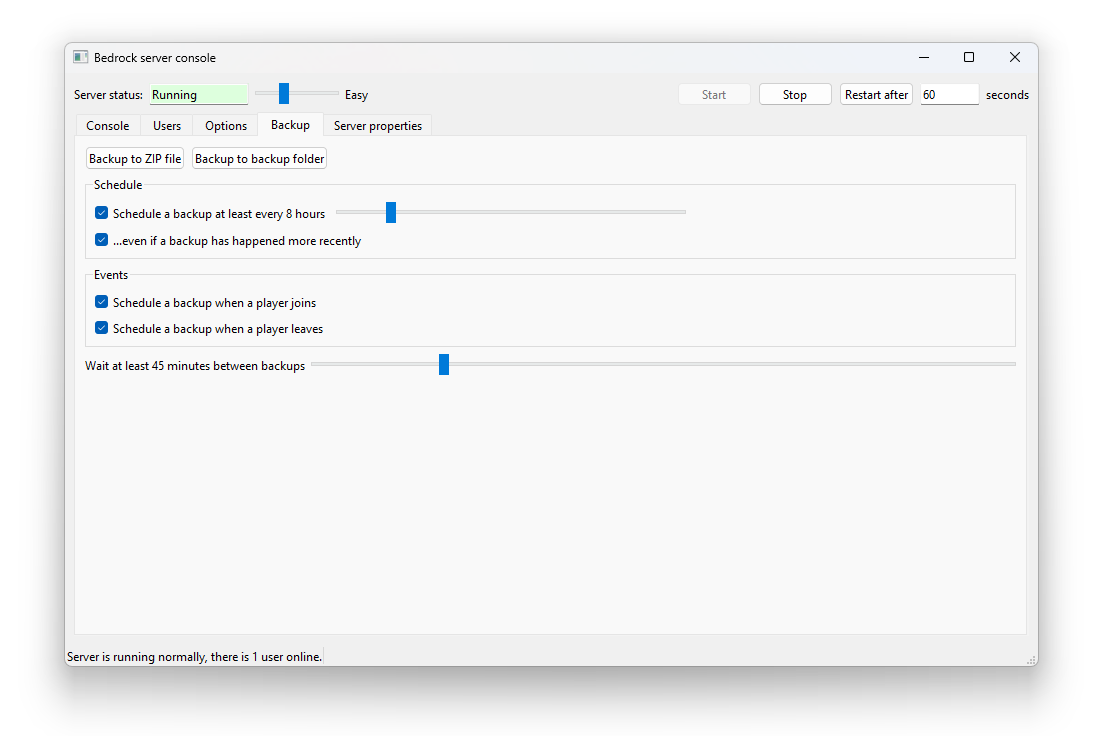 Bedrock server console
Server status: Running Easy Start Stop Restart after 60 seconds
Console Users Options Backup Server properties
Backup to ZIP file Backup to backup folder
Schedule
Schedule a backup at least every 8 hours
...even if a backup has happened more recently
Events
Schedule a backup when a player joins
Schedule a backup when a player leaves
Wait at least 45 minutes between backups
Server is running normally, there is 1 user online.